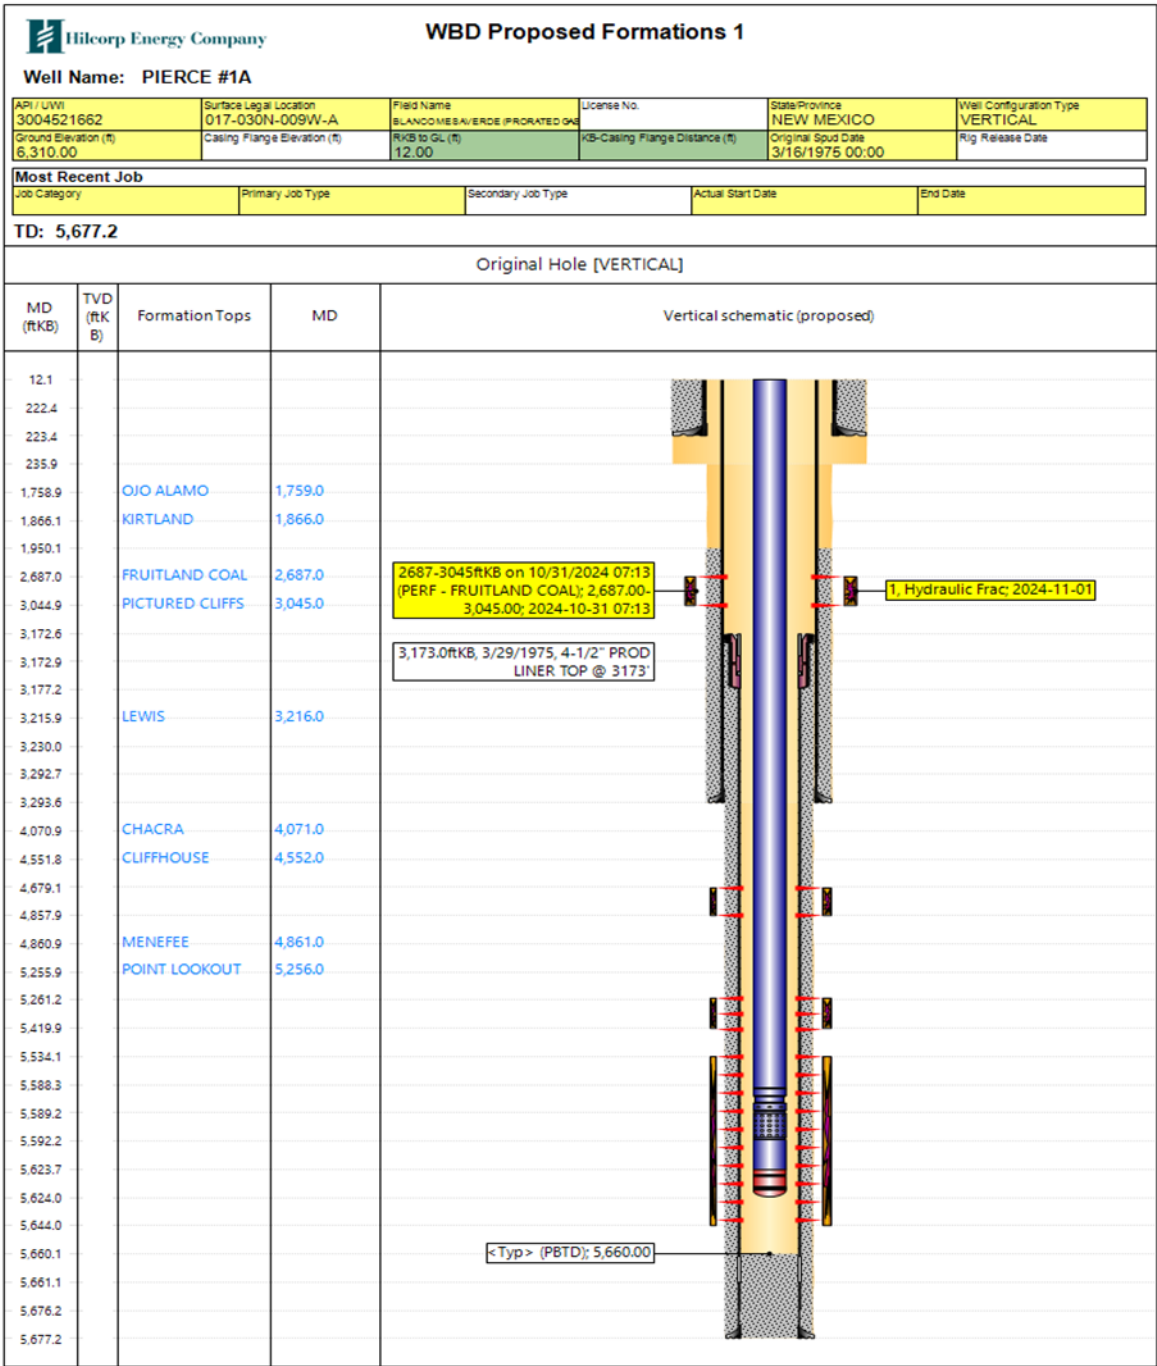 Hilcorp Energy Company
WBD Proposed Formations 1
Well Name: PIERCE #1A
API / UWI
3004521662
Surface Legal Location
017-030N-009W-A
Field Name
BLANCO MESAVERDE (PRORATED GAS
License No.
State/Province
NEW MEXICO
Well Configuration Type
VERTICAL
Ground Elevation (ft)
6,310.00
Casing Flange Elevation (ft)
RKB to GL (ft)
12.00
KB-Casing Flange Distance (ft)
Original Spud Date
3/16/1975 00:00
Rig Release Date
Most Recent Job
Job Category
Primary Job Type
Secondary Job Type
Actual Start Date
End Date
TD: 5,677.2
Original Hole [VERTICAL]
MD
(ftKB)
TVD
(ftK
B)
Formation Tops
MD
Vertical schematic (proposed)
12.1
222.4
223.4
235.9
1,758.9 OJO ALAMO 1,759.0
1,866.1 KIRTLAND 1,866.0
1,950.1
2,687.0 FRUITLAND COAL 2,687.0
3,044.9 PICTURED CLIFFS 3,045.0
2687-3045ftKB on 10/31/2024 07:13
(PERF - FRUITLAND COAL); 2,687.00-
3,045.00; 2024-10-31 07:13
1, Hydraulic Frac; 2024-11-01
3,172.6
3,172.9
3,173.0ftKB, 3/29/1975, 4-1/2" PROD
LINER TOP @ 3173'
3,177.2
3,215.9 LEWIS 3,216.0
3,230.0
3,292.7
3,293.6
4,070.9 CHACRA 4,071.0
4,551.8 CLIFFHOUSE 4,552.0
4,679.1
4,857.9
4,860.9 MENEFEE 4,861.0
5,255.9 POINT LOOKOUT 5,256.0
5,261.2
5,419.9
5,534.1
5,588.3
5,589.2
5,592.2
5,623.7
5,624.0
5,644.0
5,660.1
<Typ> (PBTD); 5,660.00
5,661.1
5,676.2
5,677.2